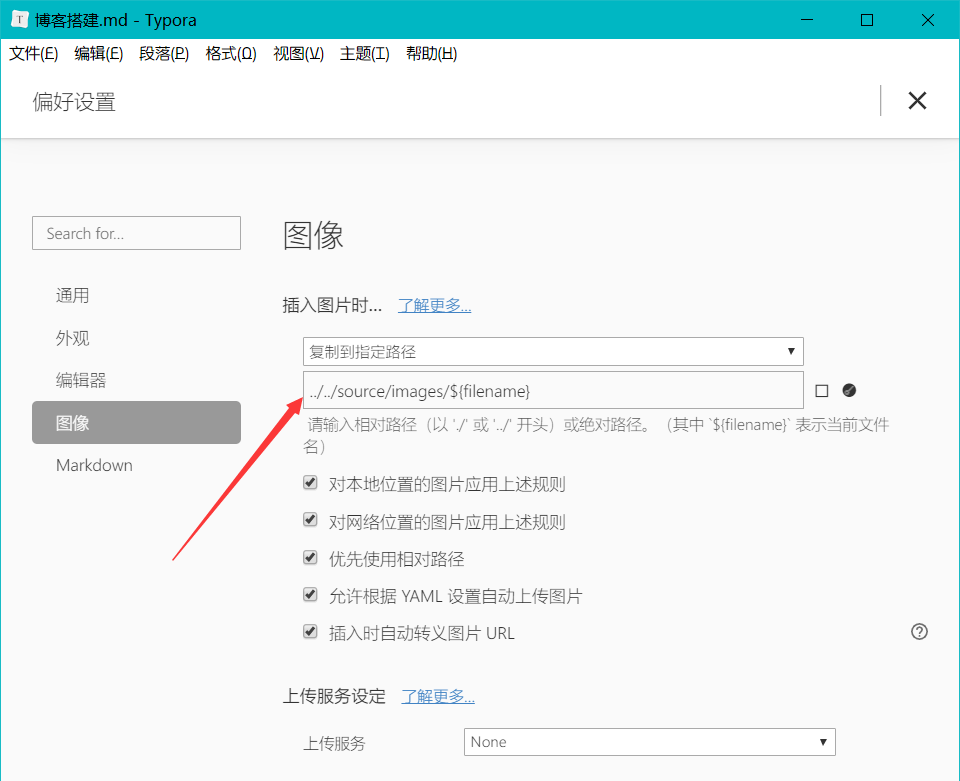 博客搭建.md - Typora
文件(F) 编辑(E) 段落(P) 格式(O) 视图(V) 主题(T) 帮助(H)
偏好设置
Search for...
通用
外观
编辑器
图像
Markdown
图像
插入图片时... 了解更多...
复制到指定路径
../../source/images/${filename}
请输入相对路径（以 './' 或 '../' 开头）或绝对路径。（其中 `${filename}` 表示当前文件
名）
对本地位置的图片应用上述规则
对网络位置的图片应用上述规则
优先使用相对路径
允许根据 YAML 设置自动上传图片
插入时自动转义图片 URL
上传服务设定 了解更多...
上传服务 None